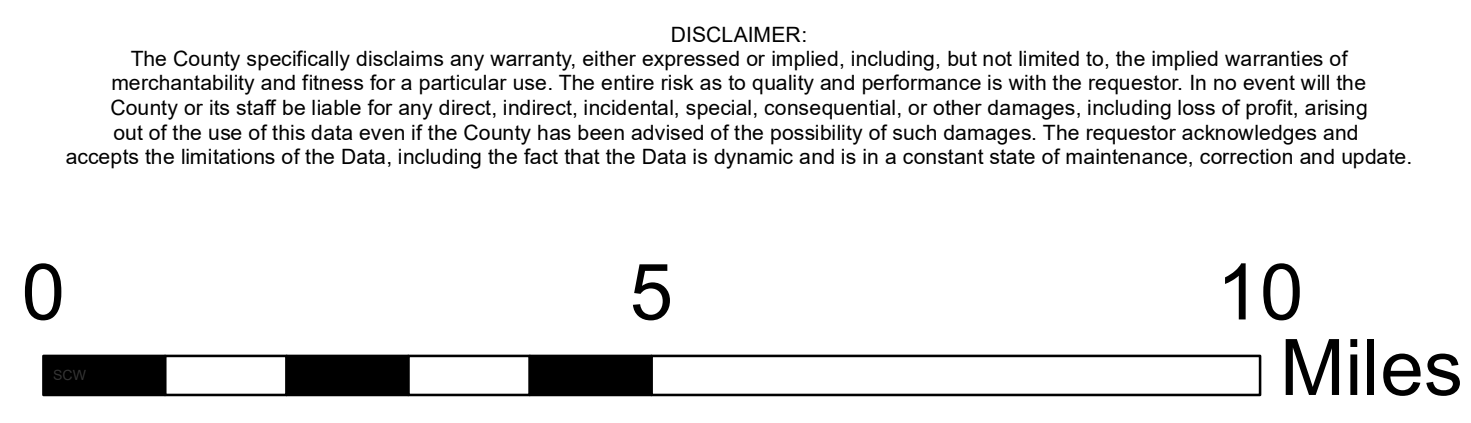 DISCLAIMER:
The County specifically disclaims any warranty, either expressed or implied, including, but not limited to, the implied warranties of
merchantability and fitness for a particular use. The entire risk as to quality and performance is with the requestor. In no event will the
County or its staff be liable for any direct, indirect, incidental, special, consequential, or other damages, including loss of profit, arising
out of the use of this data even if the County has been advised of the possibility of such damages. The requestor acknowledges and
accepts the limitations of the Data, including the fact that the Data is dynamic and is in a constant state of maintenance, correction and update.
0 5 10
SCW Miles